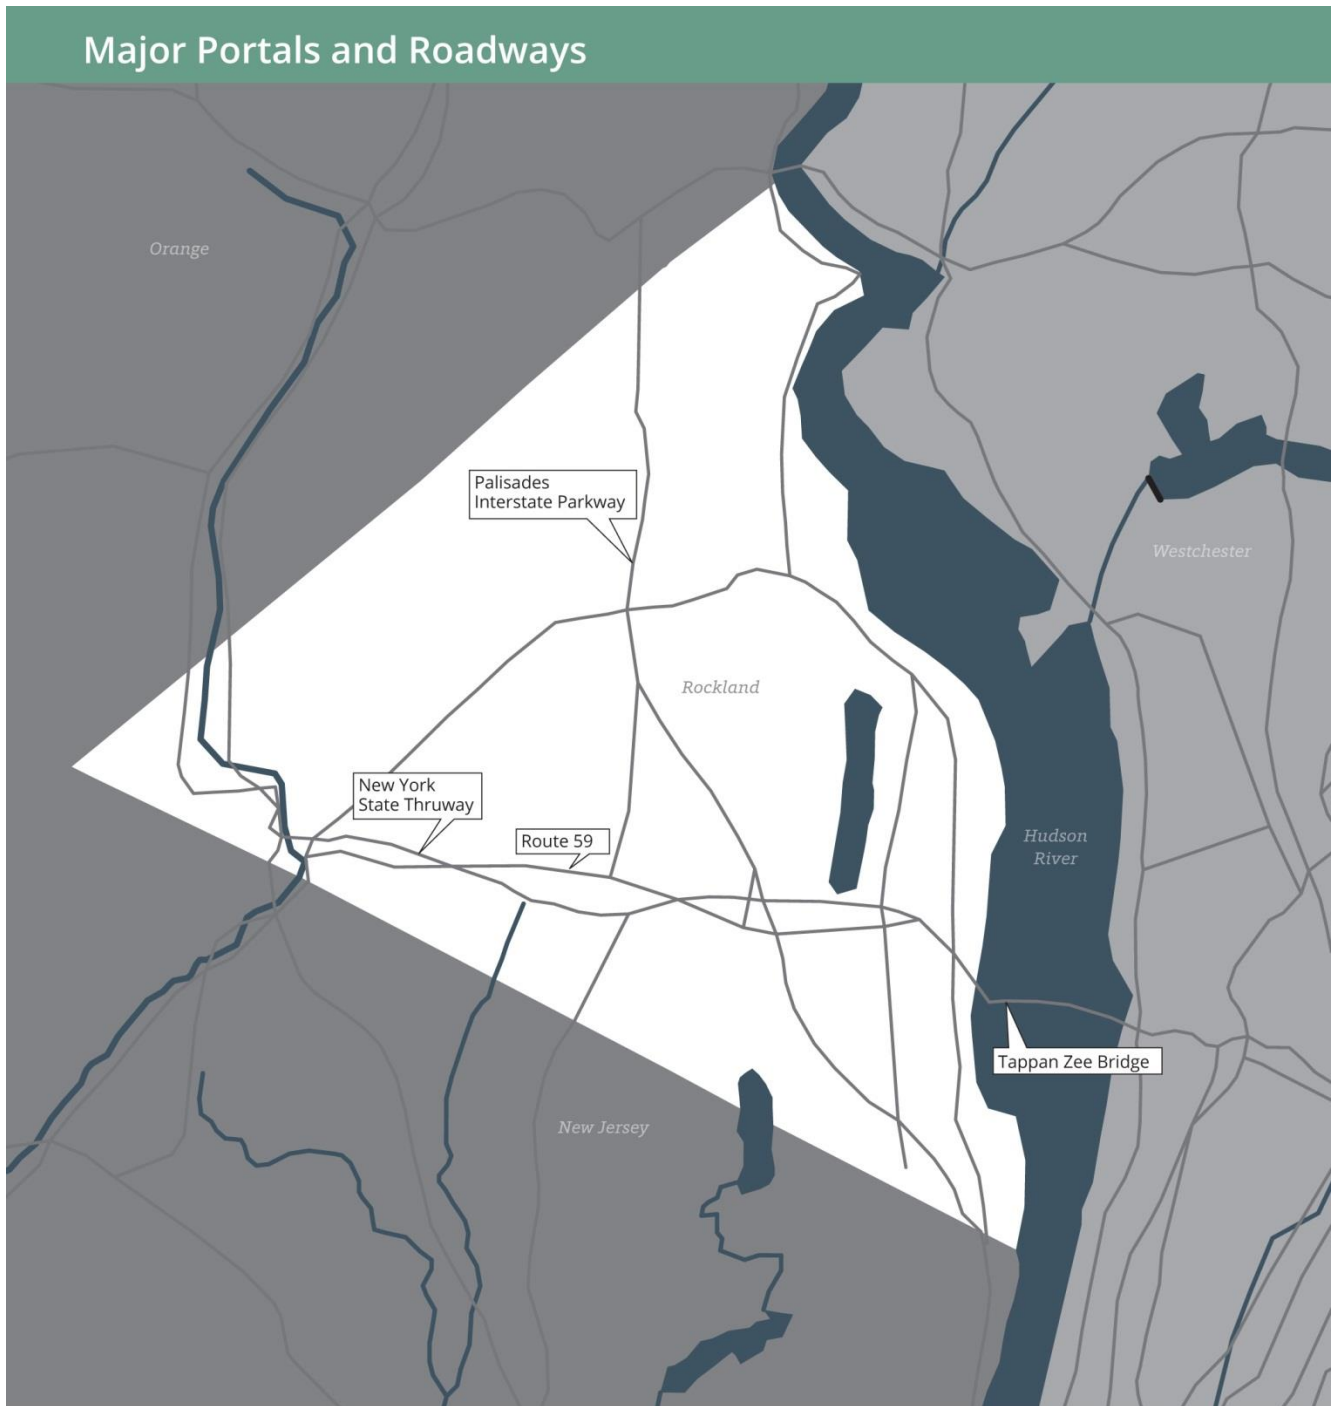 Major Portals and Roadways
Orange
Palisades
Interstate Parkway
Westchester
Rockland
New York
State Thruway
Route 59
Hudson
River
Tappan Zee Bridge
New Jersey